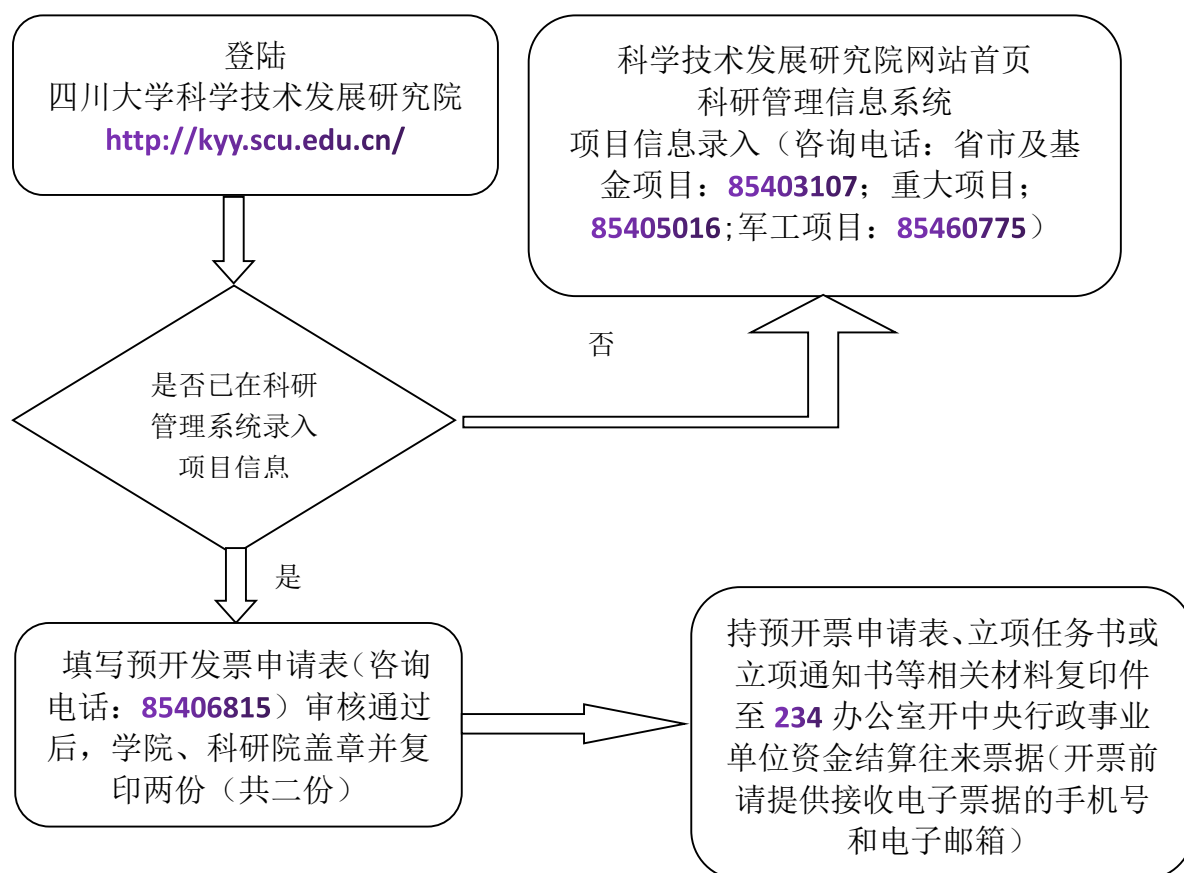 登陆
四川大学科学技术发展研究院
http://kyy.scu.edu.cn/
科学技术发展研究院网站首页
科研管理信息系统
项目信息录入（咨询电话：省市及基
金项目：85403107；重大项目；
85405016;军工项目：85460775）
否
是否已在科研
管理系统录入
项目信息
是
填写预开发票申请表（咨询
电话：85406815）审核通过
后，学院、科研院盖章并复
印两份（共二份）
持预开票申请表、立项任务书或
立项通知书等相关材料复印件
至 234 办公室开中央行政事业
单位资金结算往来票据（开票前
请提供接收电子票据的手机号
和电子邮箱）